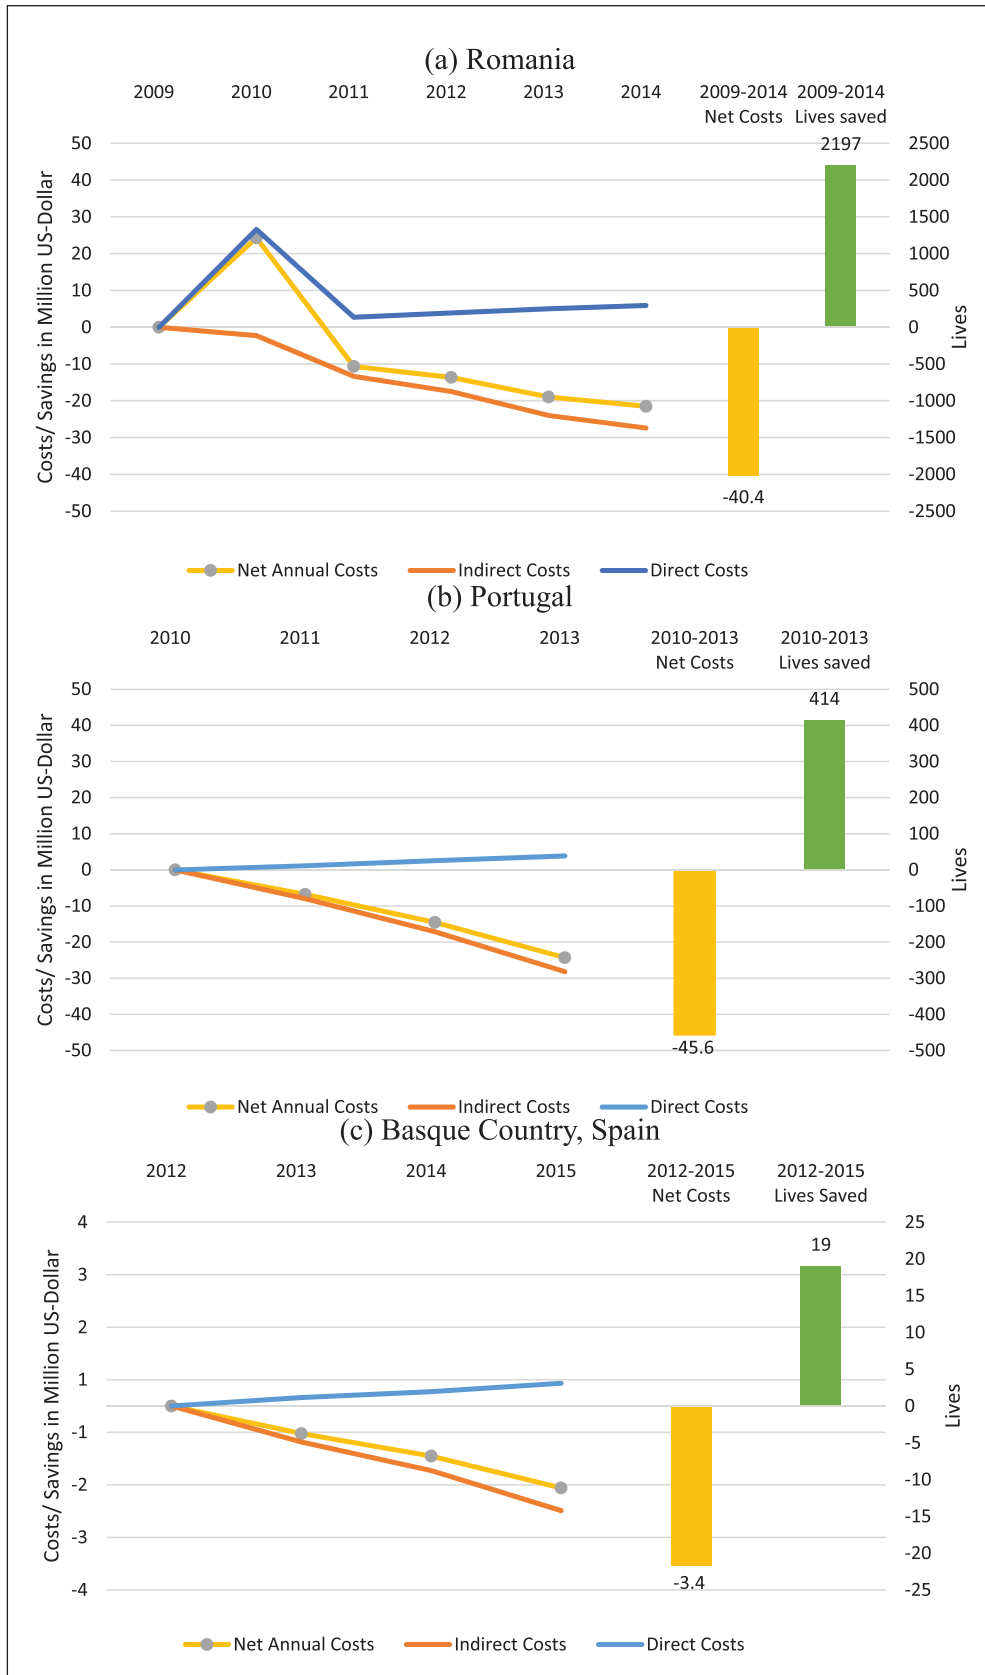 (a) Romania
2009 2010 2011 2012 2013 2014 2009-2014 2009-2014
Net Costs Lives saved
2197
50 2500
40 2000
30 1500
20 1000
10 500
0 0
-10 -500
-20 -1000
-30 -1500
-40 -2000
-50 -2500
-40.4
Costs/ Savings in Million US-Dollar
Lives
Net Annual Costs Indirect Costs Direct Costs
(b) Portugal
2010 2011 2012 2013 2010-2013 2010-2013
Net Costs Lives saved
414
50 500
40 400
30 300
20 200
10 100
0 0
-10 -100
-20 -200
-30 -300
-40 -400
-50 -500
-45.6
Costs/ Savings in Million US-Dollar
Lives
Net Annual Costs Indirect Costs Direct Costs
(c) Basque Country, Spain
2012 2013 2014 2015 2012-2015 2012-2015
Net Costs Lives Saved
19
4 25
20
3
15
2
10
1 5
0
-1 -5
-10
-2
-15
-3
-20
-4 -25
-3.4
Costs/ Savings in Million US-Dollar
Lives
Net Annual Costs Indirect Costs Direct Costs